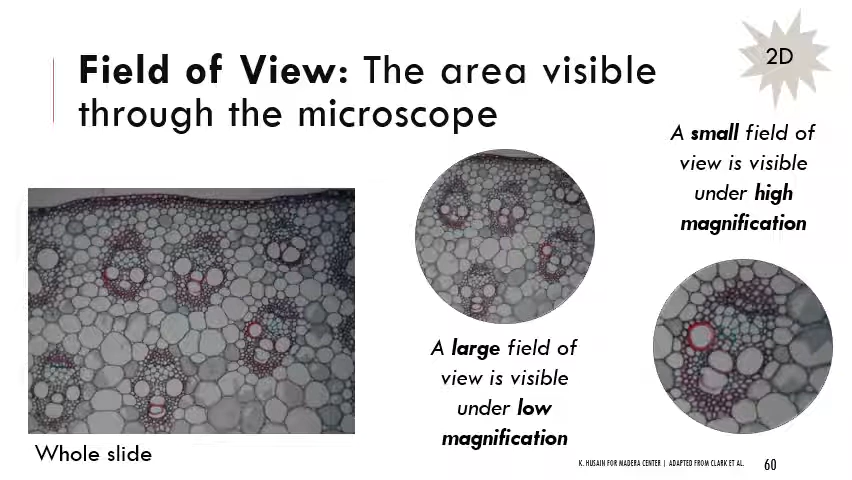 Field of View: The area visible
through the microscope
2D
A small field of
view is visible
under high
magnification
A large field of
view is visible
under low
magnification
Whole slide
K. HUSAIN FOR MADERA CENTER | ADAPTED FROM CLARK ET AL.
60